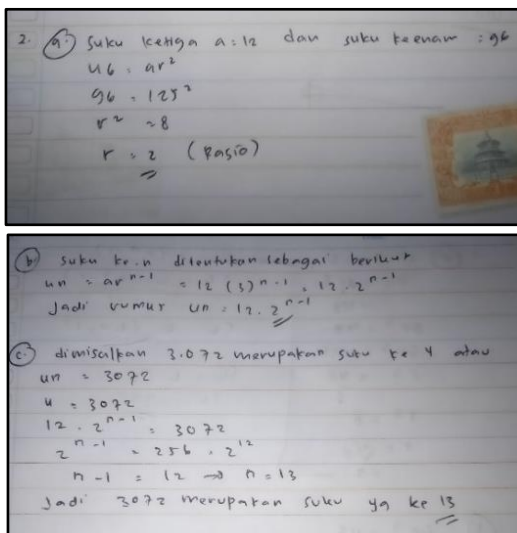 2. a. Suku ketiga a = 12 dan suku keenam : 96
u6 = ar²
96 = 12r²
r² = 8
r = 2 (Rasio)
b. Suku ke-n ditentukan sebagai berikut
un = ar^n-1 = 12 (3)^n-1 = 12 . 2^n-1
Jadi rumus Un = 12 . 2^n-1
c. dimisalkan 3.072 merupakan suku ke 4 atau
un = 3072
u = 3072
12 . 2^n-1 = 3072
2^n-1 = 256 . 2^12
n-1 = 12 → n = 13
Jadi 3072 merupakan suku yg ke 13